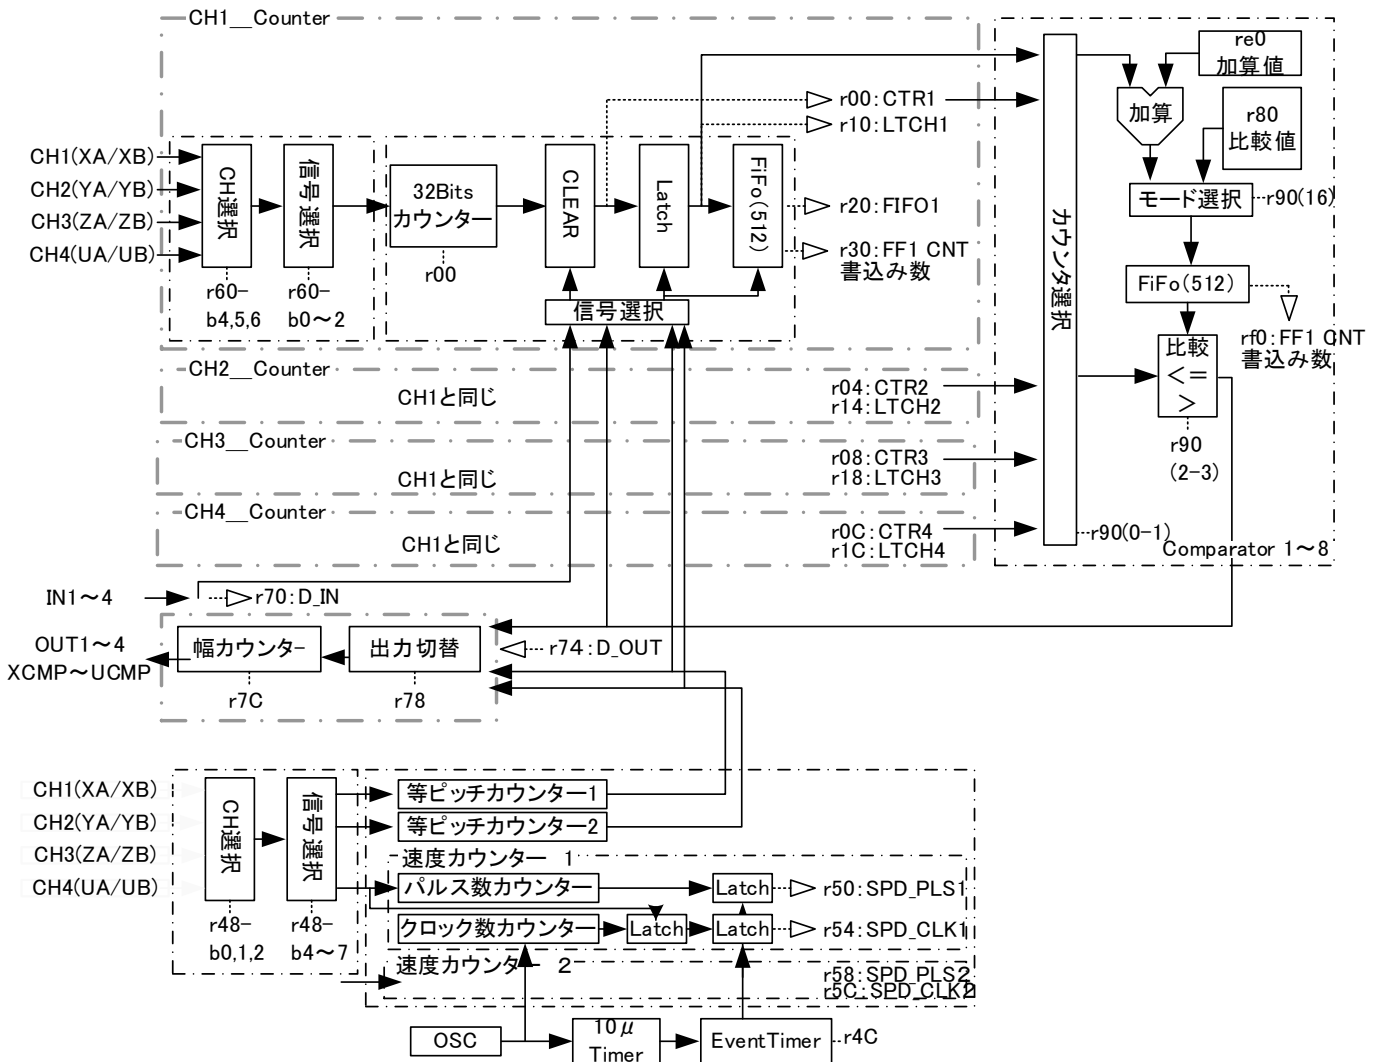 CH1__Counter
re0
加算値
r00:CTR1
r10:LTCH1
加算
r80
比較値
CH1(XA/XB)
CH2(YA/YB)
CH3(ZA/ZB)
CH4(UA/UB)
CH選択
信号選択
32Bits
カウンター
CLEAR
Latch
FiFo(512)
r20:FIFO1
r30:FF1 CNT
書込み数
カウンタ選択
モード選択
r90(16)
r00
r60-
b4,5,6
r60-
b0～2
信号選択
FiFo(512)
rf0:FF1 CNT
書込み数
比較
＜＝
＞
CH2__Counter
CH1と同じ
r04:CTR2
r14:LTCH2
CH3__Counter
CH1と同じ
r08:CTR3
r18:LTCH3
r90
(2-3)
CH4__Counter
CH1と同じ
r0C:CTR4
r1C:LTCH4
r90(0-1)
Comparator 1～8
IN1～4
r70:D_IN
OUT1～4
XCMP～UCMP
幅カウンター
出力切替
r74:D_OUT
r7C
r78
CH1(XA/XB)
CH2(YA/YB)
CH3(ZA/ZB)
CH4(UA/UB)
CH選択
信号選択
等ピッチカウンター1
等ピッチカウンター2
速度カウンター 1
パルス数カウンター
Latch
r50:SPD_PLS1
クロック数カウンター
Latch
Latch
r54:SPD_CLK1
r48-
b0,1,2
r48-
b4～7
速度カウンター 2
r58:SPD_PLS2
r5C:SPD_CLK2
OSC
10μ
Timer
EventTimer
r4C